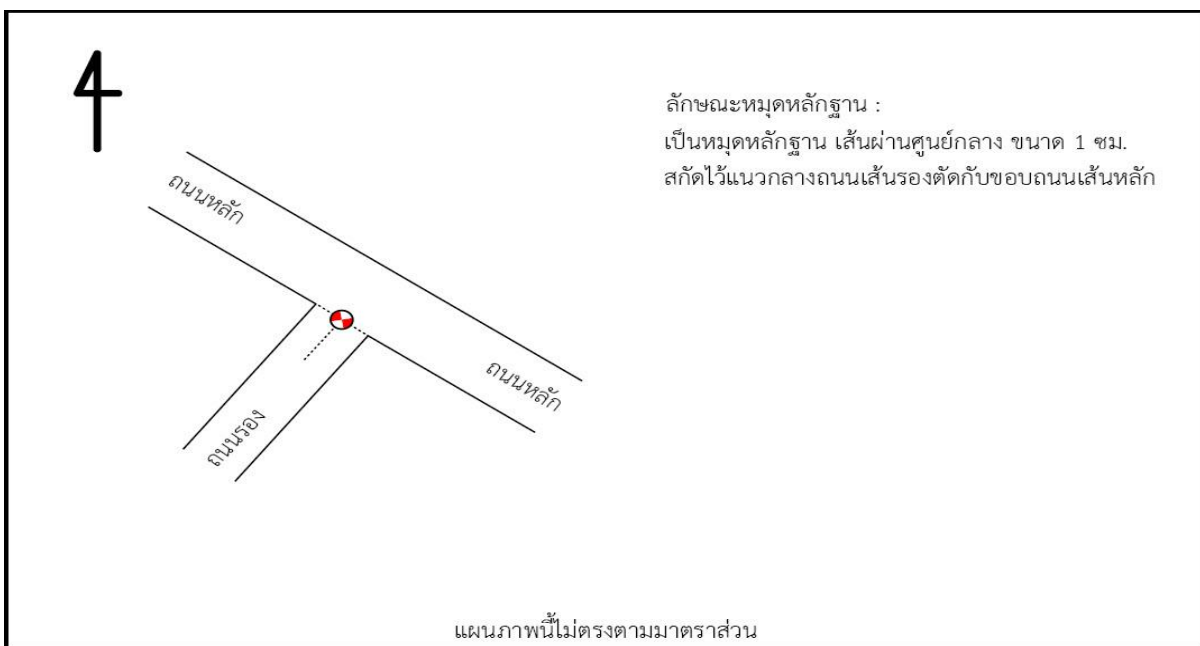 ลักษณะหมุดหลักฐาน :
เป็นหมุดหลักฐาน เส้นผ่านศูนย์กลาง ขนาด 1 ซม.
สกัดไว้แนวกลางถนนเส้นรองตัดกับขอบถนนเส้นหลัก
ถนนหลัก
ถนนหลัก
ถนนรอง
แผนภาพนี้ไม่ตรงตามมาตราส่วน